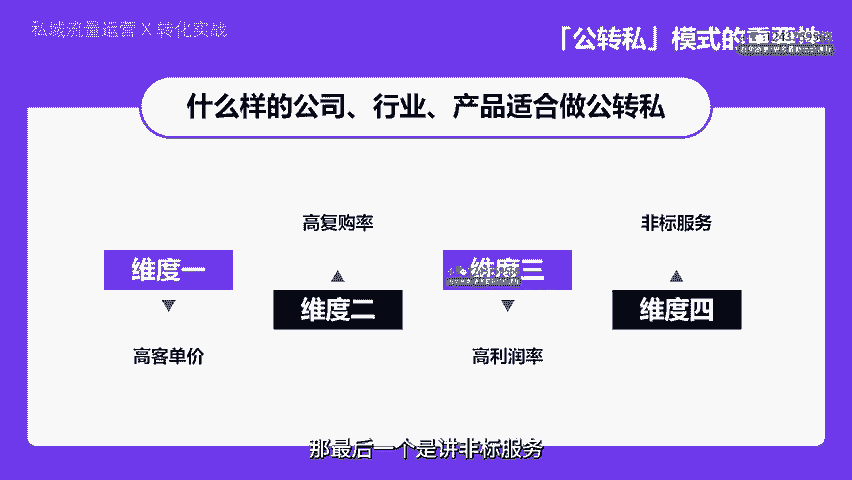 私域流量运营 X 转化实战
「公转私」模式的重要性
什么样的公司、行业、产品适合做公转私
高复购率
非标服务
维度一
维度三
维度二
维度四
高客单价
高利润率
那最后一个是讲非标服务